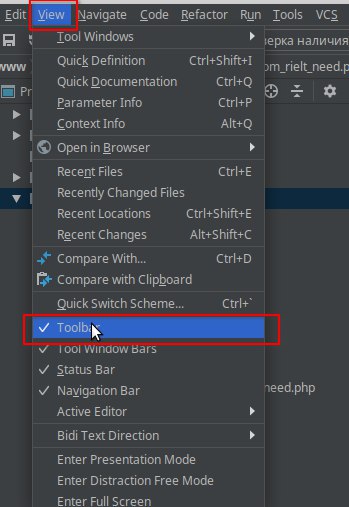 Edit View Navigate Code Refactor Run Tools VCS
Tool Windows
верка наличия
Quick Definition Ctrl+Shift+I
www om_rielt_need.p
Quick Documentation Ctrl+Q
Pr
Parameter Info Ctrl+P
Context Info Alt+Q
Open in Browser
Recent Files Ctrl+E
Recently Changed Files
Recent Locations Ctrl+Shift+E
Recent Changes Alt+Shift+C
Compare With... Ctrl+D
Compare with Clipboard
Quick Switch Scheme... Ctrl+`
Tool Window Bars
Status Bar
Navigation Bar
need.php
Active Editor
Bidi Text Direction
Enter Presentation Mode
Enter Distraction Free Mode
Enter Full Screen